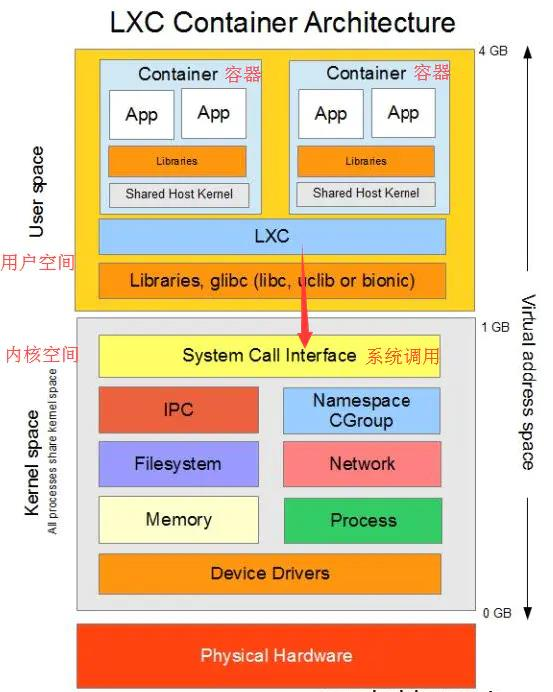 LXC Container Architecture
4 GB
Container 容器
Container 容器
App
App
App
App
Libraries
Libraries
Shared Host Kernel
Shared Host Kernel
User space
LXC
用户空间
Libraries, glibc (libc, uclib or bionic)
1 GB
内核空间
System Call Interface 系统调用
IPC
Namespace
CGroup
Filesystem
Network
Memory
Process
Device Drivers
Kernel space
All processes share kernel space
Virtual address space
0 GB
Physical Hardware